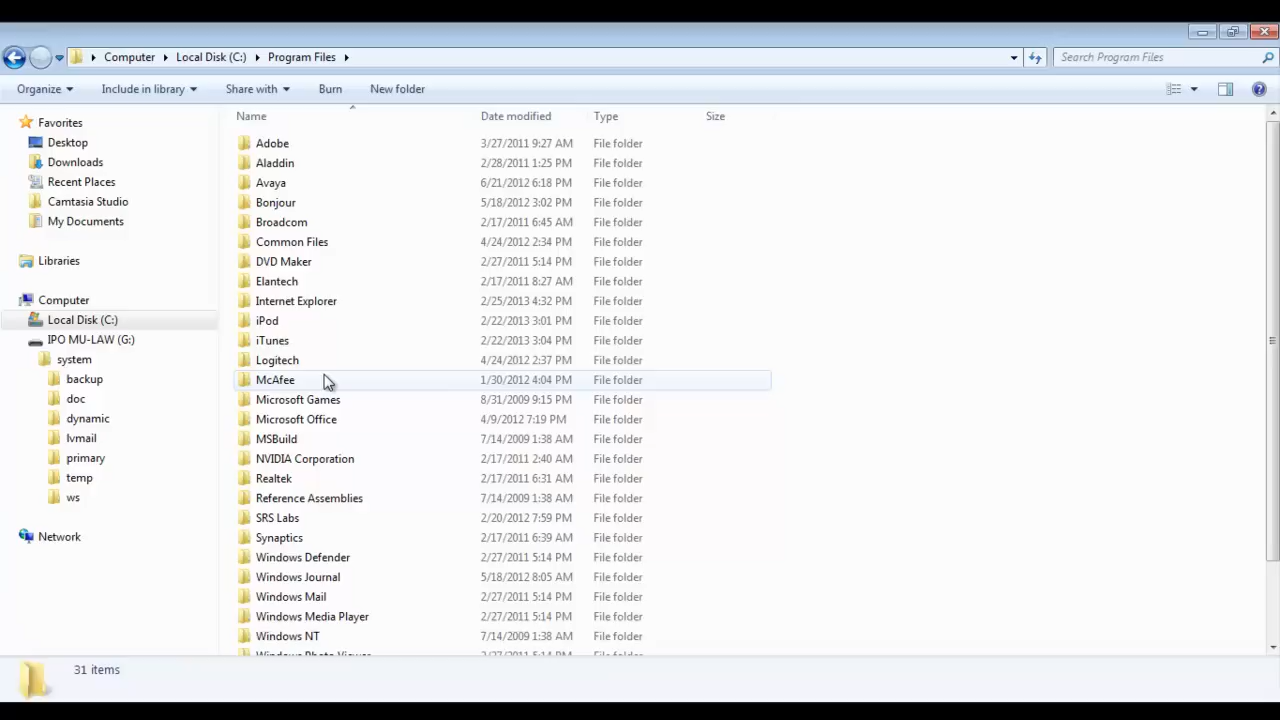 Computer Local Disk (C:) Program Files
Search Program Files
Organize Include in library Share with Burn New folder
Favorites
Desktop
Downloads
Recent Places
Camtasia Studio
My Documents
Libraries
Computer
Local Disk (C:)
IPO MU-LAW (G:)
system
backup
doc
dynamic
lvmail
primary
temp
ws
Network
Name Date modified Type Size
Adobe 3/27/2011 9:27 AM File folder
Aladdin 2/28/2011 1:25 PM File folder
Avaya 6/21/2012 6:18 PM File folder
Bonjour 5/18/2012 3:02 PM File folder
Broadcom 2/17/2011 6:45 AM File folder
Common Files 4/24/2012 2:34 PM File folder
DVD Maker 2/27/2011 5:14 PM File folder
Elantech 2/17/2011 8:27 AM File folder
Internet Explorer 2/25/2013 4:32 PM File folder
iPod 2/22/2013 3:01 PM File folder
iTunes 2/22/2013 3:04 PM File folder
Logitech 4/24/2012 2:37 PM File folder
McAfee 1/30/2012 4:04 PM File folder
Microsoft Games 8/31/2009 9:15 PM File folder
Microsoft Office 4/9/2012 7:19 PM File folder
MSBuild 7/14/2009 1:38 AM File folder
NVIDIA Corporation 2/17/2011 2:40 AM File folder
Realtek 2/17/2011 6:31 AM File folder
Reference Assemblies 7/14/2009 1:38 AM File folder
SRS Labs 2/20/2012 7:59 PM File folder
Synaptics 2/17/2011 6:39 AM File folder
Windows Defender 2/27/2011 5:14 PM File folder
Windows Journal 5/18/2012 8:05 AM File folder
Windows Mail 2/27/2011 5:14 PM File folder
Windows Media Player 2/27/2011 5:14 PM File folder
Windows NT 7/14/2009 1:38 AM File folder
Windows Photo Viewer 2/27/2011 5:14 PM File folder
31 items